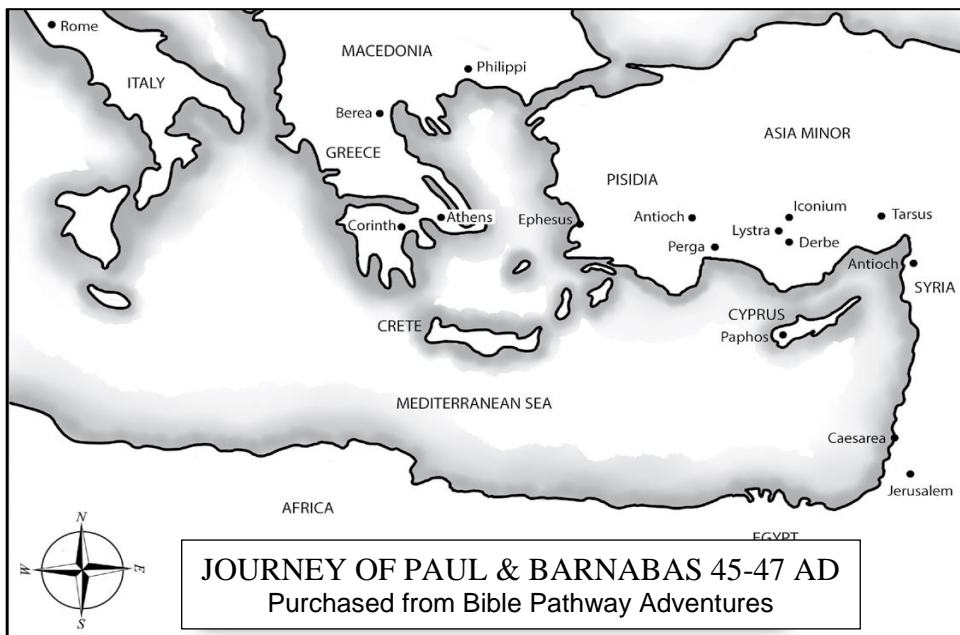 Rome
MACEDONIA
Philippi
ITALY
Berea
ASIA MINOR
GREECE
PISIDIA
Iconium
Corinth
Athens
Ephesus
Antioch
Tarsus
Lystra
Derbe
Perga
Antioch
SYRIA
CYPRUS
CRETE
Paphos
MEDITERRANEAN SEA
Caesarea
Jerusalem
AFRICA
EGYPT
N
W
E
S
JOURNEY OF PAUL & BARNABAS 45-47 AD
Purchased from Bible Pathway Adventures